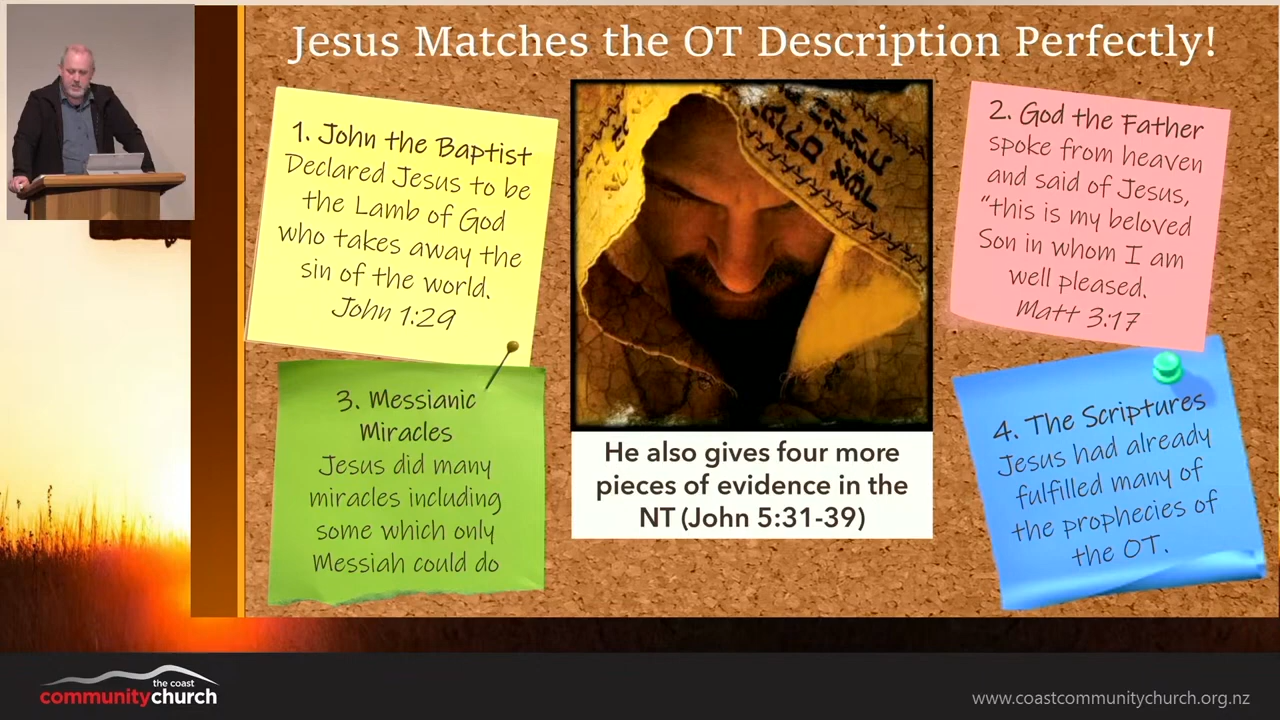 Jesus Matches the OT Description Perfectly!
1. John the Baptist
Declared Jesus to be
the Lamb of God
who takes away the
sin of the world.
John 1:29
2. God the Father
spoke from heaven
and said of Jesus,
“this is my beloved
Son in whom I am
well pleased.
Matt 3:17
3. Messianic
Miracles
Jesus did many
miracles including
some which only
Messiah could do
He also gives four more
pieces of evidence in the
NT (John 5:31-39)
4. The Scriptures
Jesus had already
fulfilled many of
the prophecies of
the OT.
the coast
communitychurch
www.coastcommunitychurch.org.nz